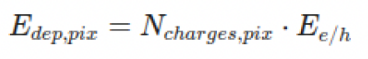 E_{dep,pix} = N_{charges,pix} · E_{e/h}